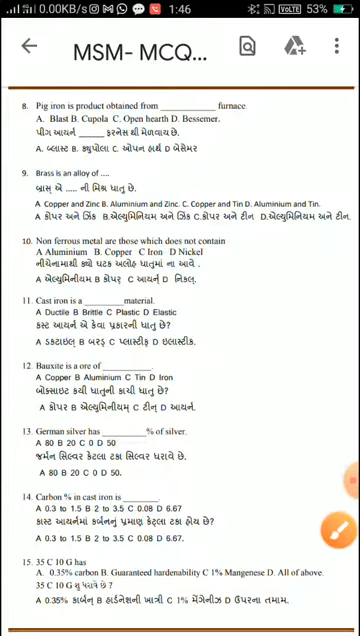 0.00KB/s 1:46 VoLTE 53%
MSM- MCQ...
8. Pig iron is product obtained from __________ furnace
A. Blast B. Cupola C. Open hearth D. Bessemer.
પીગ આયર્ન _____ ફરનેસ થી મેળવાય છે.
A. બ્લાસ્ટ B. ક્યુપોલા C. ઓપન હાર્થ D બેસેમર
9. Brass is an alloy of ....
બ્રાસ એ ..... ની મિશ્ર ધાતુ છે.
A Copper and Zinc B. Aluminium and Zinc. C. Copper and Tin D. Aluminium and Tin.
A કોપર અને ઝિંક B.એલ્યુમિનિયમ અને ઝિંક C.કોપર અને ટીન D.એલ્યુમિનિયમ અને ટીન.
10. Non ferrous metal are those which does not contain
A Aluminium B. Copper C Iron D Nickel
નીચેનામાથી ક્યો ઘટક અલોહ ધાતુમાં ના આવે .
A એલ્યુમિનીયમ B કોપર C આયર્ન D નિકલ.
11. Cast iron is a ________material.
A Ductile B Brittle C Plastic D Elastic
કસ્ટ આયર્ન એ કેવા પ્રકારની ધાતુ છે?
A ડકટાઇલ B બરડ C પ્લાસ્ટીક D ઇલાસ્ટીક.
12. Bauxite is a ore of __________.
A Copper B Aluminium C Tin D Iron
બોક્સાઇટ કયી ધાતુની કાચી ધાતુ છે?
A કોપર B એલ્યુમિનીયમ C ટીન D આયર્ન.
13. German silver has _________% of silver.
A 80 B 20 C 0 D 50
જર્મન સિલ્વર કેટલા ટકા સિલ્વર ધરાવે છે.
A 80 B 20 C 0 D 50.
14. Carbon % in cast iron is _______.
A 0.3 to 1.5 B 2 to 3.5 C 0.08 D 6.67
કાસ્ટ આયર્નમાં કાર્બનનું પ્રમાણ કેટલા ટકા હોય છે?
A 0.3 to 1.5 B 2 to 3.5 C 0.08 D 6.67.
15. 35 C 10 G has
A. 0.35% carbon B. Guaranteed hardenability C 1% Mangenese D. All of above.
35 C 10 G શુ ધરાવે છે ?
A 0.35% કાર્બન B હાર્ડનેશની ખાત્રી C 1% મેંગેનીઝ D ઉપરના તમામ.